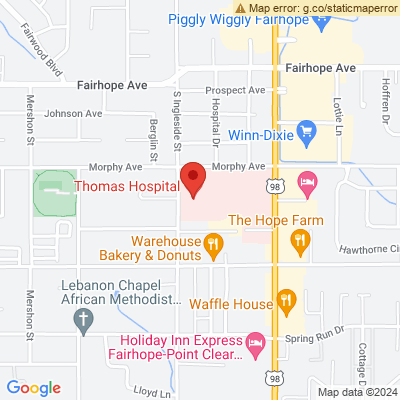 Piggly Wiggly Fairhope
Map error: g.co/staticmaperror
Fairwood Blvd
Fairhope Ave
Fairhope Ave
Prospect Ave
Johnson Ave
Mershon St
Berglin St
S Ingleside St
Hospital Dr
Lottie Ln
Hoffren Dr
Winn-Dixie
Morphy Ave
Morphy Ave
Thomas Hospital
98
The Hope Farm
Warehouse
Bakery & Donuts
Hawthorne Cir
Lebanon Chapel
African Methodist...
Waffle House
Mershon St
Holiday Inn Express
Fairhope-Point Clear...
Spring Run Dr
Lloyd Ln
98
Cottage D
Google
Map data ©2024